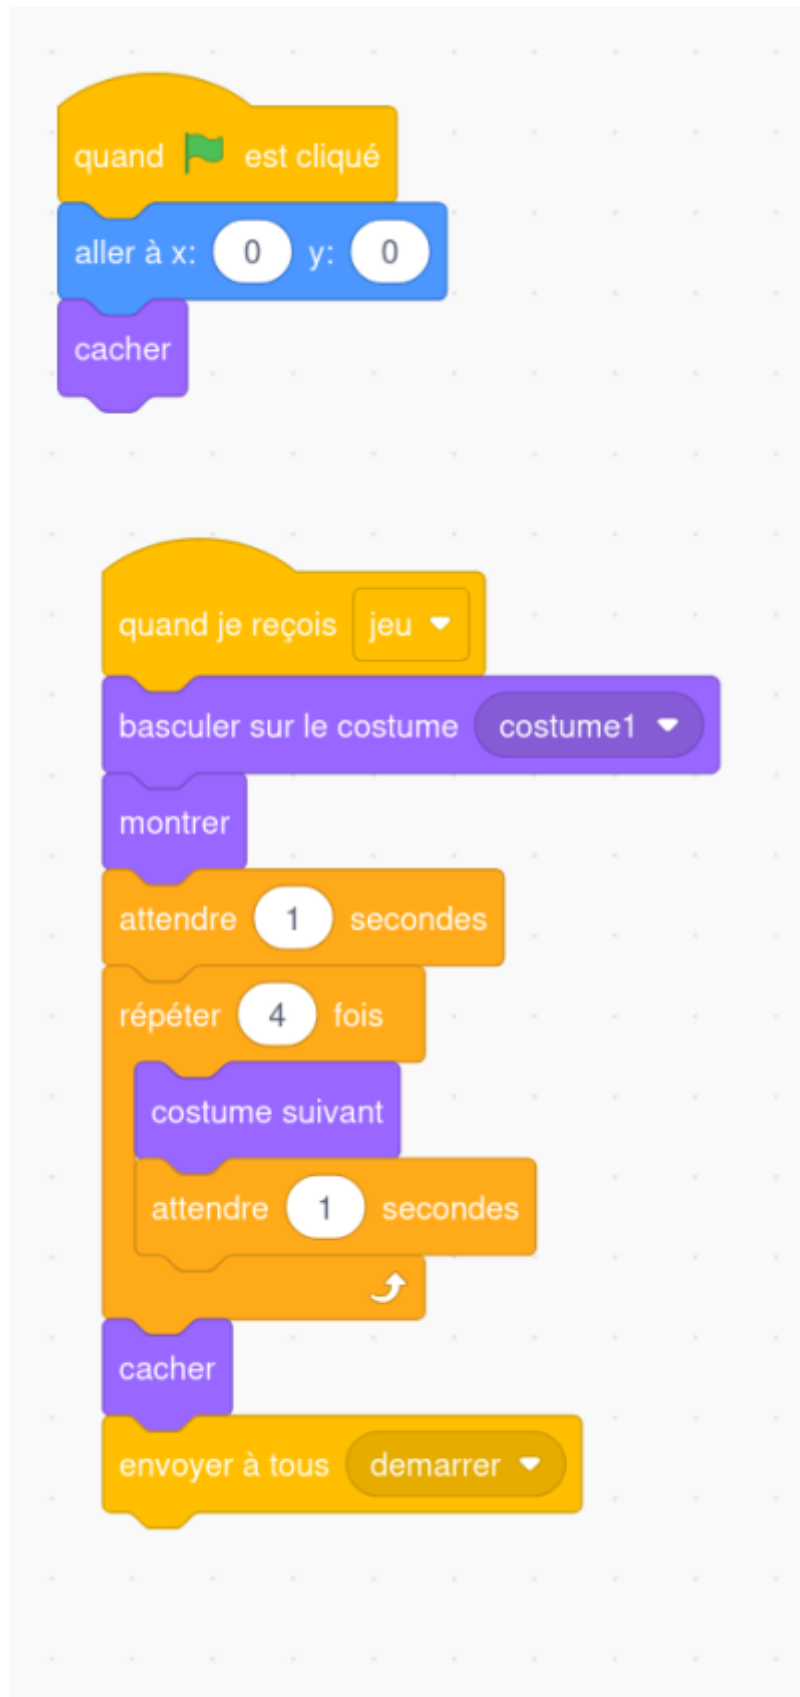 quand est cliqué
aller à x: 0 y: 0
cacher
quand je reçois jeu
basculer sur le costume costume1
montrer
attendre 1 secondes
répéter 4 fois
costume suivant
attendre 1 secondes
cacher
envoyer à tous demarrer